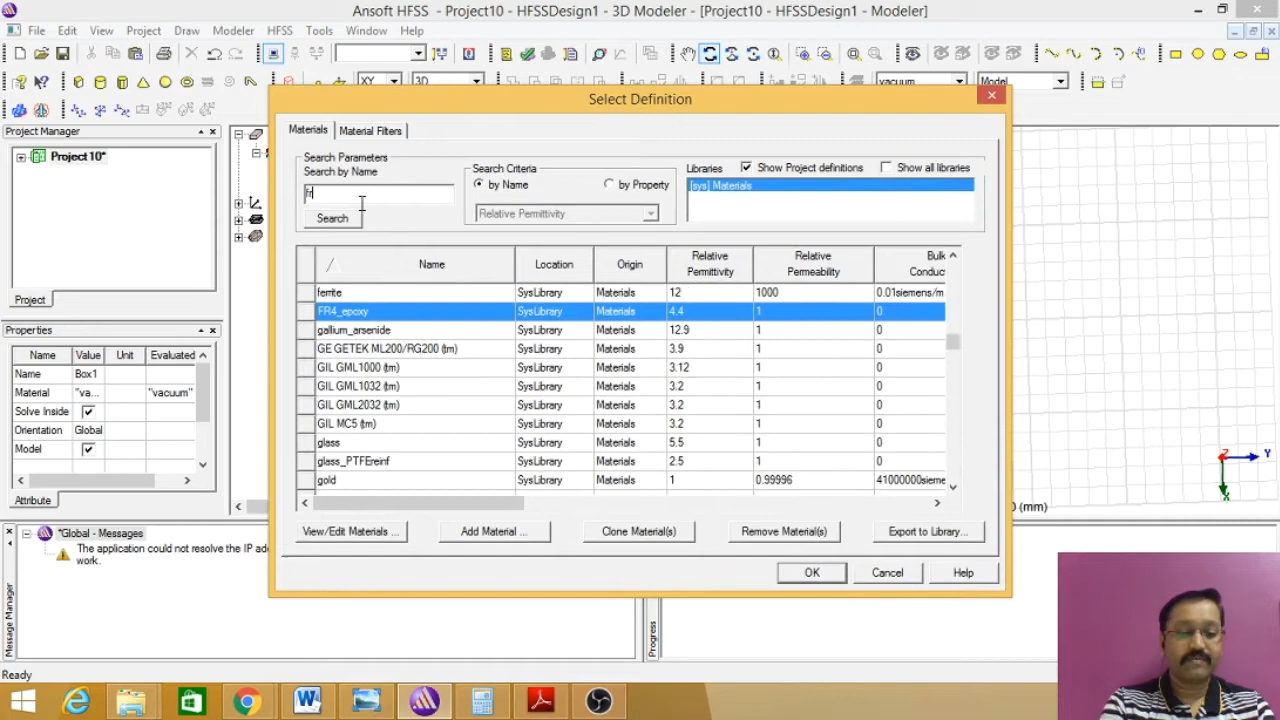 Ansoft HFSS - Project10 - HFSSDesign1 - 3D Modeler - [Project10 - HFSSDesign1 - Modeler]
File Edit View Project Draw Modeler HFSS Tools Window Help
XY 3D vacuum Model
Project Manager
Project10*
Project
Properties
Name Value Unit Evaluated
Name Box1
Material "va... "vacuum"
Solve Inside
Orientation Global
Model
Attribute
Select Definition
Materials Material Filters
Search Parameters
Search by Name
fr
Search
Search Criteria
by Name by Property
Relative Permittivity
Libraries Show Project definitions Show all libraries
[sys] Materials
Name Location Origin Relative Permittivity Relative Permeability Bulk Conduc
ferrite SysLibrary Materials 12 1000 0.01siemens/m
FR4_epoxy SysLibrary Materials 4.4 1 0
gallium_arsenide SysLibrary Materials 12.9 1 0
GE GETEK ML200/RG200 (tm) SysLibrary Materials 3.9 1 0
GIL GML1000 (tm) SysLibrary Materials 3.12 1 0
GIL GML1032 (tm) SysLibrary Materials 3.2 1 0
GIL GML2032 (tm) SysLibrary Materials 3.2 1 0
GIL MC5 (tm) SysLibrary Materials 3.2 1 0
glass SysLibrary Materials 5.5 1 0
glass_PTFEreinf SysLibrary Materials 2.5 1 0
gold SysLibrary Materials 1 0.99996 41000000sieme
View/Edit Materials ... Add Material ... Clone Material(s) Remove Material(s) Export to Library...
OK Cancel Help
Z Y X
0 (mm)
Message Manager
*Global - Messages
The application could not resolve the IP ad
work.
Progress
Ready